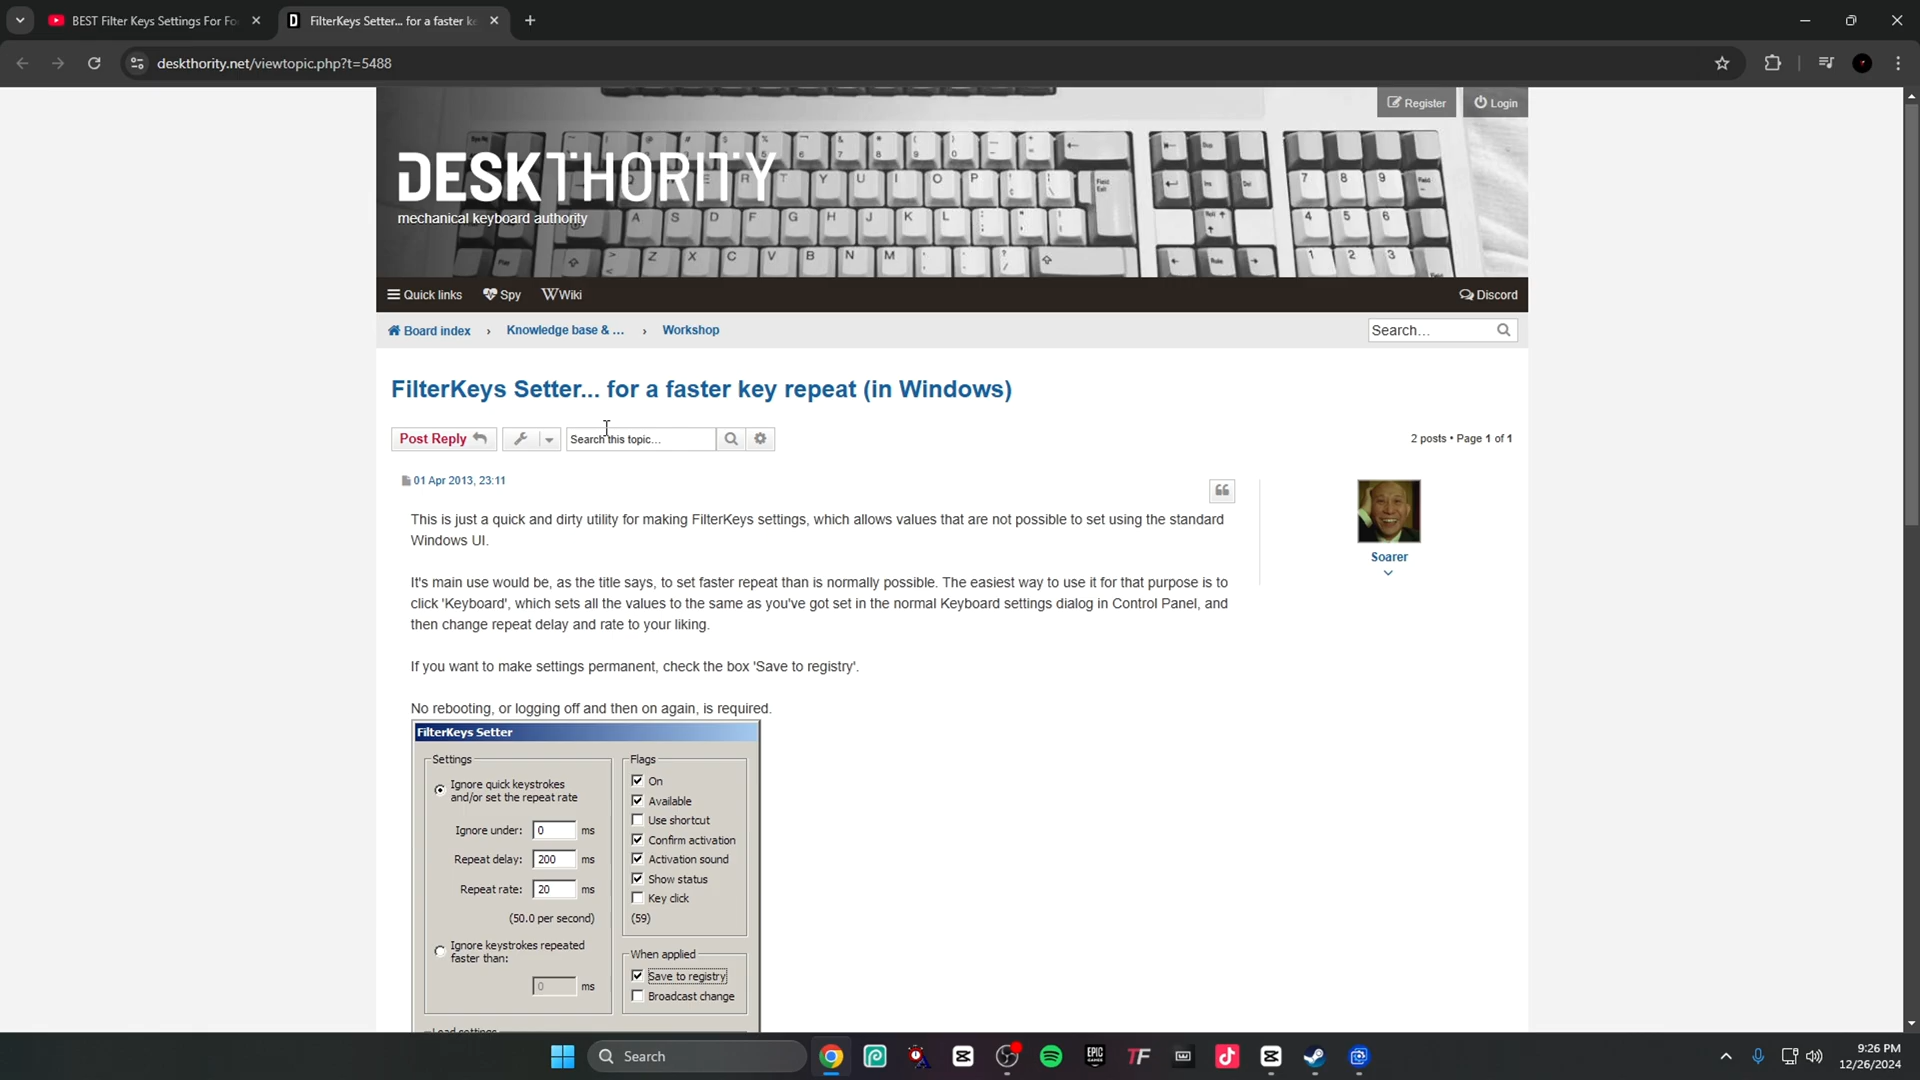 BEST Filter Keys Settings For Fo
FilterKeys Setter... for a faster ke
deskthority.net/viewtopic.php?t=5488
Register
Login
DESKTHORITY
mechanical keyboard authority
Quick links
Spy
Wiki
Discord
Board index › Knowledge base & ... › Workshop
Search…
FilterKeys Setter... for a faster key repeat (in Windows)
Post Reply
Search this topic…
2 posts • Page 1 of 1
01 Apr 2013, 23:11
Soarer
This is just a quick and dirty utility for making FilterKeys settings, which allows values that are not possible to set using the standard
Windows UI.
It's main use would be, as the title says, to set faster repeat than is normally possible. The easiest way to use it for that purpose is to
click 'Keyboard', which sets all the values to the same as you've got set in the normal Keyboard settings dialog in Control Panel, and
then change repeat delay and rate to your liking.
If you want to make settings permanent, check the box 'Save to registry'.
No rebooting, or logging off and then on again, is required.
FilterKeys Setter
Settings
Ignore quick keystrokes
and/or set the repeat rate
Ignore under: 0 ms
Repeat delay: 200 ms
Repeat rate: 20 ms
(50.0 per second)
Ignore keystrokes repeated
faster than:
0 ms
Flags
On
Available
Use shortcut
Confirm activation
Activation sound
Show status
Key click
(59)
When applied
Save to registry
Broadcast change
Load settings
Search
EPIC
GAMES
TF
9:26 PM
12/26/2024